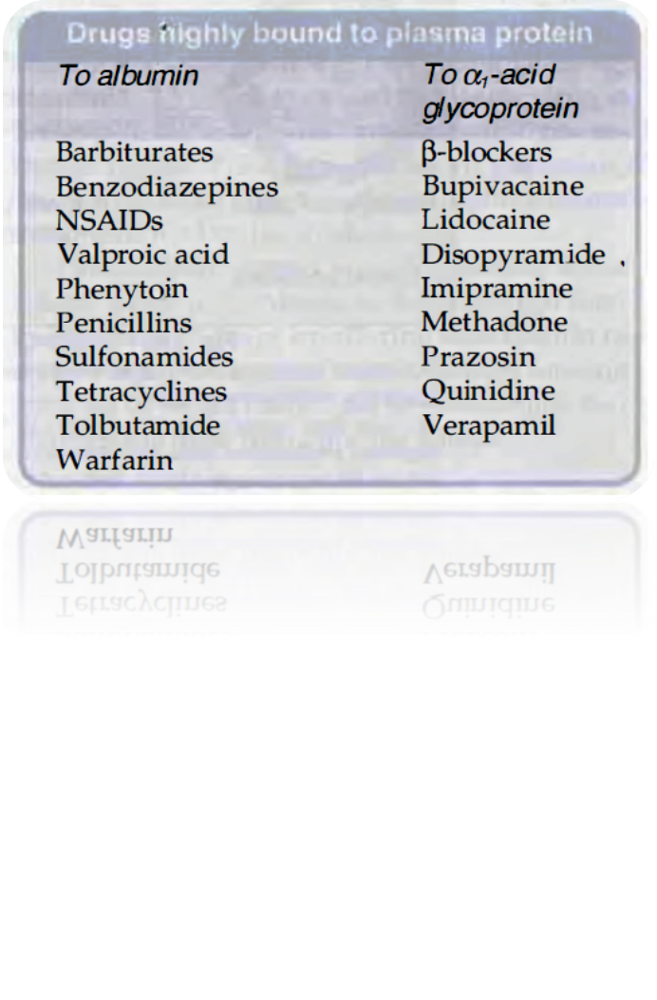 Drugs highly bound to plasma protein
To albumin
Barbiturates
Benzodiazepines
NSAIDs
Valproic acid
Phenytoin
Penicillins
Sulfonamides
Tetracyclines
Tolbutamide
Warfarin
To α₁-acid
glycoprotein
β-blockers
Bupivacaine
Lidocaine
Disopyramide
Imipramine
Methadone
Prazosin
Quinidine
Verapamil